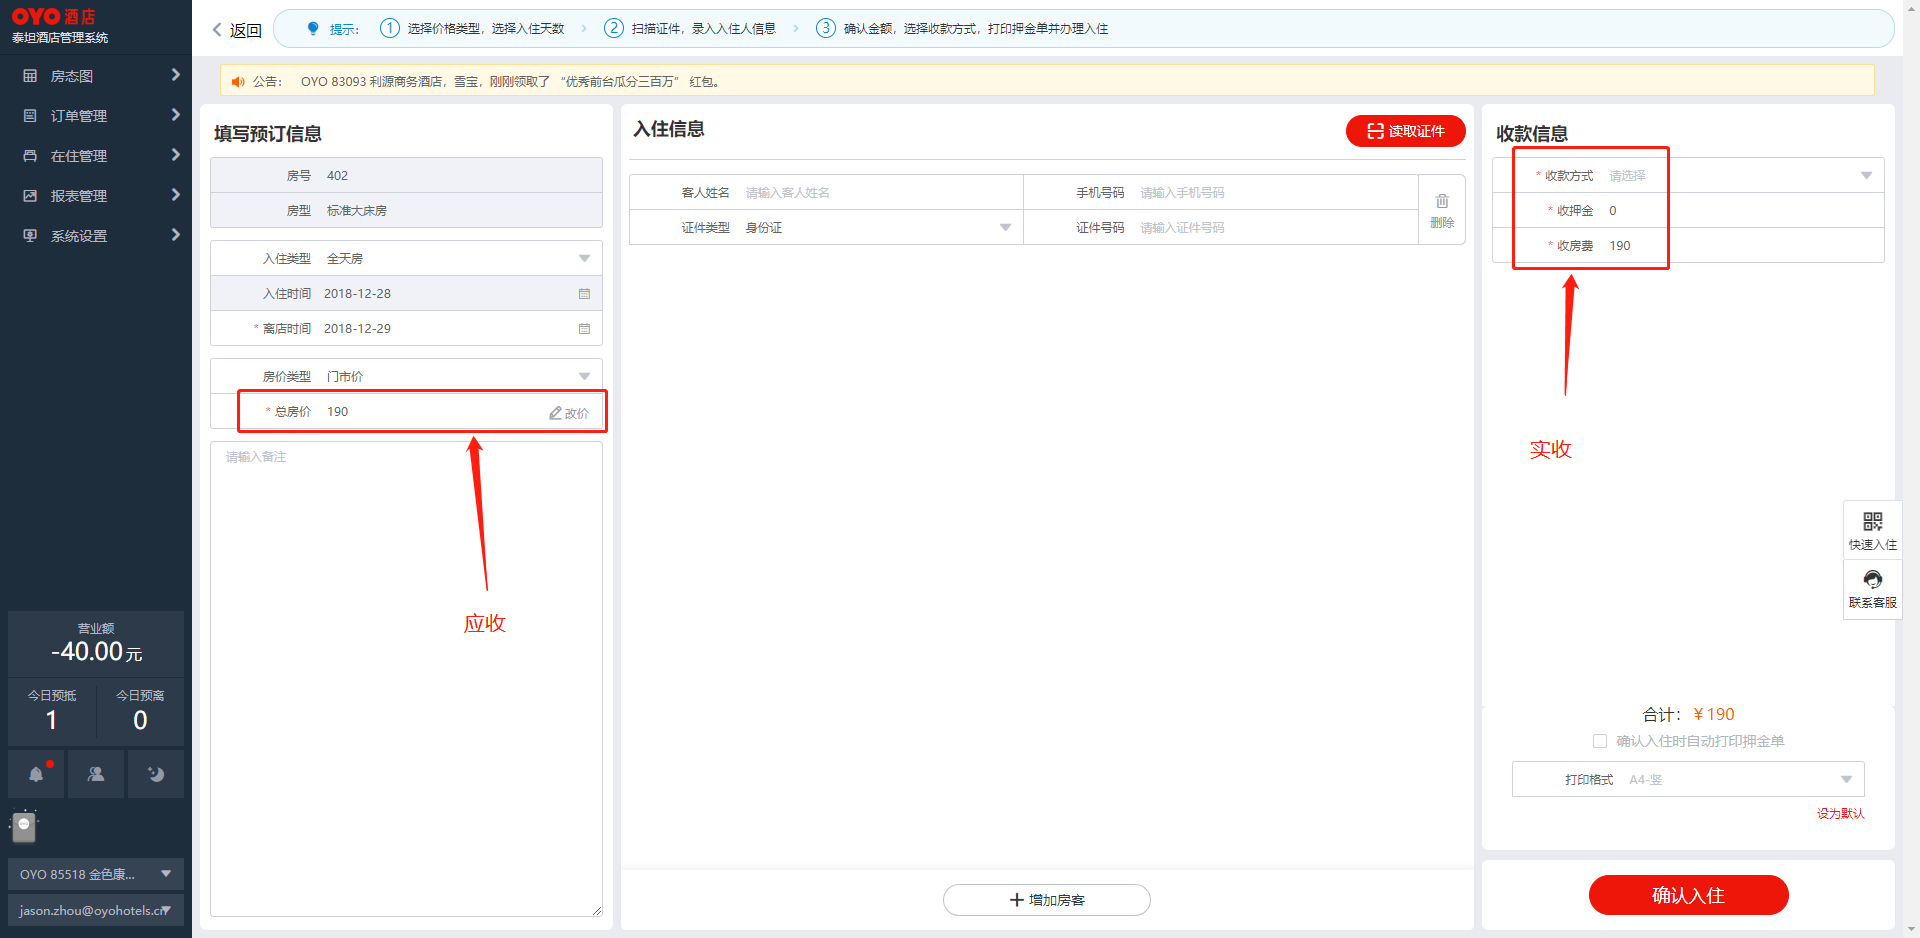 OYO 酒店
泰坦酒店管理系统
房态图
订单管理
在住管理
报表管理
系统设置
营业额
-40.00元
今日预抵
1
今日预离
0
OYO 85518 金色康...
jason.zhou@oyohotels.cn
返回
提示：
1 选择价格类型，选择入住天数
2 扫描证件，录入入住人信息
3 确认金额，选择收款方式，打印押金单并办理入住
公告： OYO 83093 利源商务酒店，雪宝，刚刚领取了 “优秀前台瓜分三百万” 红包。
填写预订信息
房号 402
房型 标准大床房
入住类型 全天房
入住时间 2018-12-28
* 离店时间 2018-12-29
房价类型 门市价
* 总房价 190 改价
请输入备注
应收
入住信息
读取证件
客人姓名 请输入客人姓名
手机号码 请输入手机号码
证件类型 身份证
证件号码 请输入证件号码
删除
增加房客
收款信息
* 收款方式 请选择
* 收押金 0
* 收房费 190
实收
快速入住
联系客服
合计：￥190
确认入住时自动打印押金单
打印格式 A4-竖
设为默认
确认入住